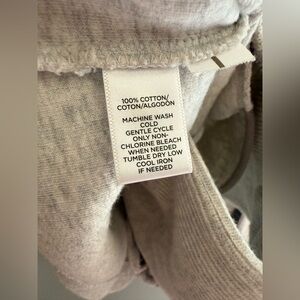 100% COTTON/
COTON/ALGODÓN
MACHINE WASH
COLD
GENTLE CYCLE
ONLY NON-
CHLORINE BLEACH
WHEN NEEDED
TUMBLE DRY LOW
COOL IRON
IF NEEDED